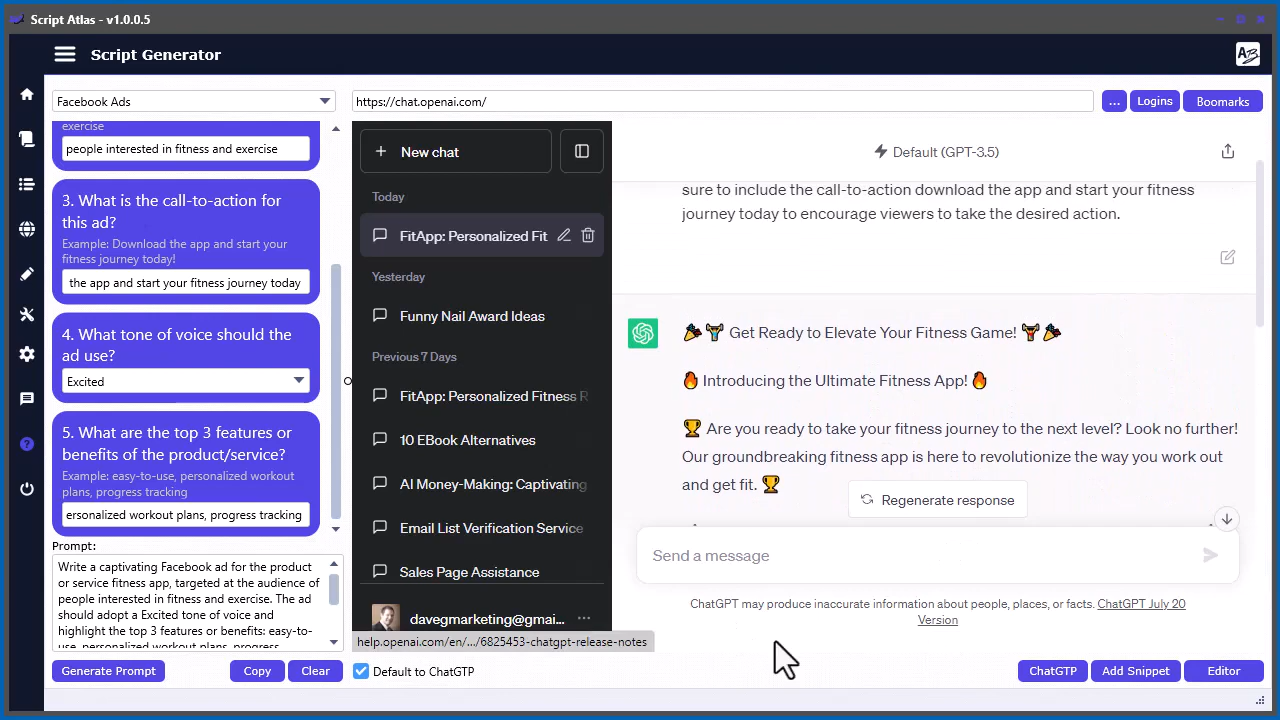 Script Atlas - v1.0.0.5
Script Generator
AB
Facebook Ads
https://chat.openai.com/
...
Logins
Boomarks
exercise
people interested in fitness and exercise
3. What is the call-to-action for
this ad?
Example: Download the app and start your
fitness journey today!
the app and start your fitness journey today
4. What tone of voice should the
ad use?
Excited
5. What are the top 3 features or
benefits of the product/service?
Example: easy-to-use, personalized workout
plans, progress tracking
ersonalized workout plans, progress tracking
Prompt:
Write a captivating Facebook ad for the product
or service fitness app, targeted at the audience of
people interested in fitness and exercise. The ad
should adopt a Excited tone of voice and
highlight the top 3 features or benefits: easy-to-
use, personalized workout plans, progress
Generate Prompt
Copy
Clear
New chat
Today
FitApp: Personalized Fit
Yesterday
Funny Nail Award Ideas
Previous 7 Days
FitApp: Personalized Fitness R
10 EBook Alternatives
AI Money-Making: Captivating
Email List Verification Service
Sales Page Assistance
davegmarketing@gmai...
help.openai.com/en/.../6825453-chatgpt-release-notes
Default to ChatGTP
Default (GPT-3.5)
sure to include the call-to-action download the app and start your fitness
journey today to encourage viewers to take the desired action.
🎉🏋️ Get Ready to Elevate Your Fitness Game! 🏋️🎉
🔥 Introducing the Ultimate Fitness App! 🔥
🏆 Are you ready to take your fitness journey to the next level? Look no further!
Our groundbreaking fitness app is here to revolutionize the way you work out
and get fit. 🏆
Regenerate response
Send a message
ChatGPT may produce inaccurate information about people, places, or facts. ChatGPT July 20
Version
ChatGTP
Add Snippet
Editor